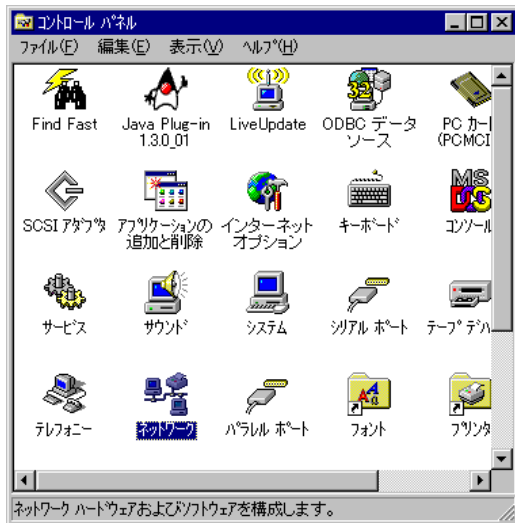 コントロール パネル
ファイル(F) 編集(E) 表示(V) ヘルプ(H)
Find Fast
Java Plug-in
1.3.0_01
LiveUpdate
ODBC データ
ソース
PC カー
(PCMCI
SCSI アダプタ
アプリケーションの
追加と削除
インターネット
オプション
キーボード
MS
DOS
コンソール
サービス
サウンド
システム
シリアル ポート
テープ デバ
テレフォニー
ネットワーク
パラレル ポート
フォント
プリンタ
ネットワーク ハードウェアおよびソフトウェアを構成します。